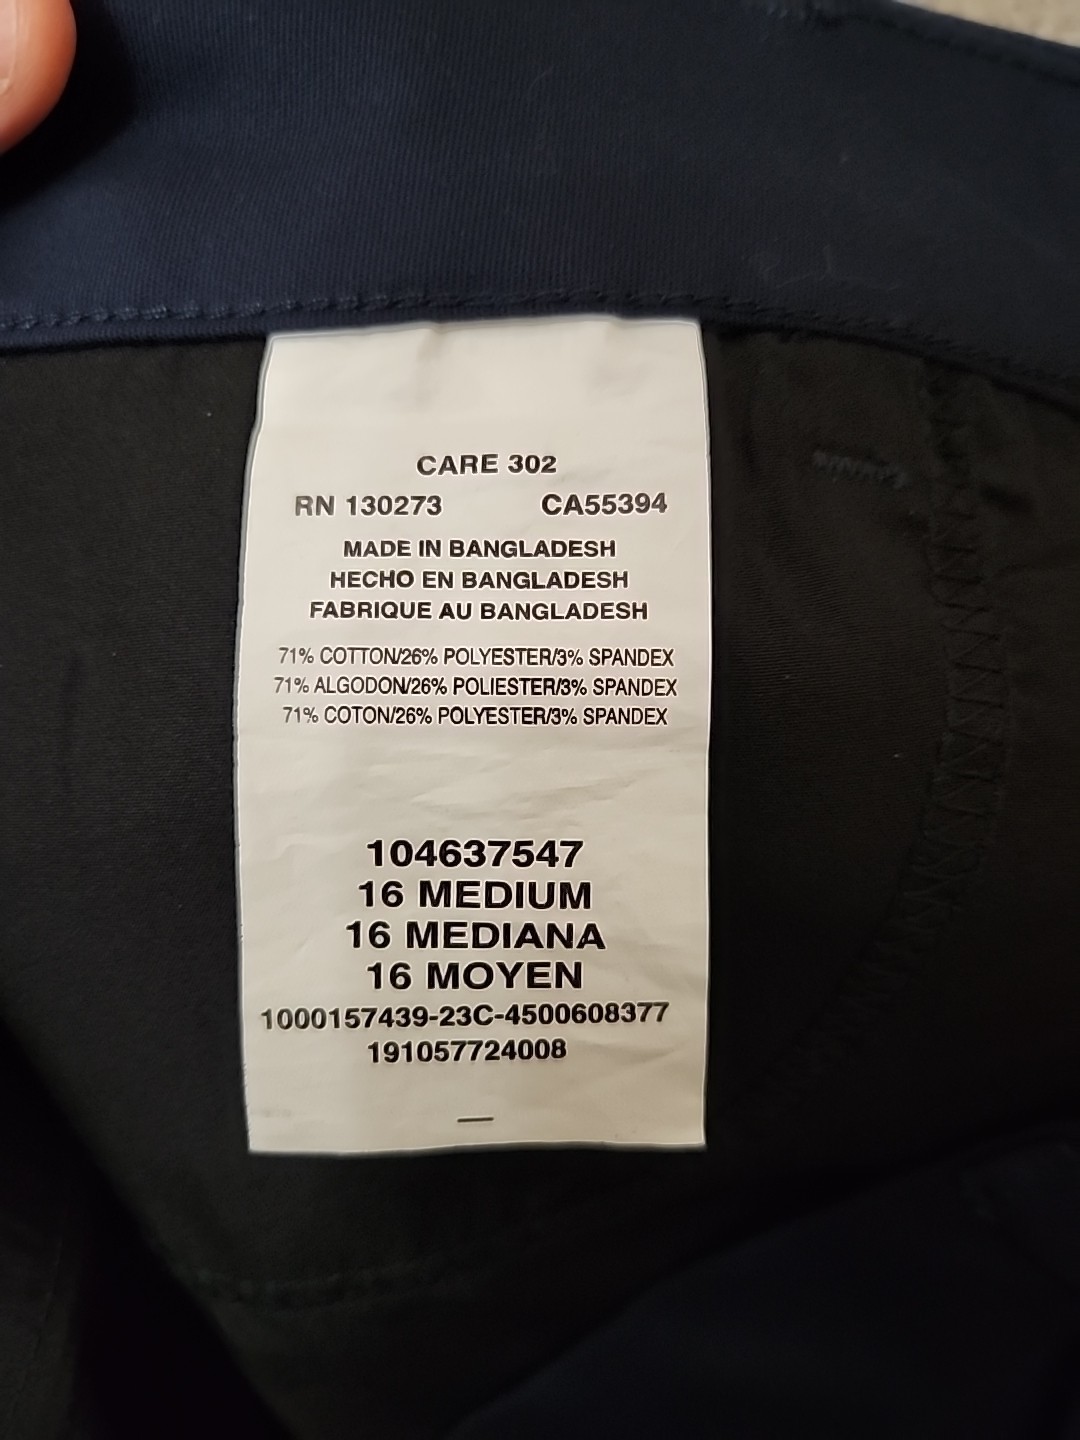 CARE 302
RN 130273 CA55394
MADE IN BANGLADESH
HECHO EN BANGLADESH
FABRIQUE AU BANGLADESH
71% COTTON/26% POLYESTER/3% SPANDEX
71% ALGODON/26% POLIESTER/3% SPANDEX
71% COTON/26% POLYESTER/3% SPANDEX
104637547
16 MEDIUM
16 MEDIANA
16 MOYEN
1000157439-23C-4500608377
191057724008